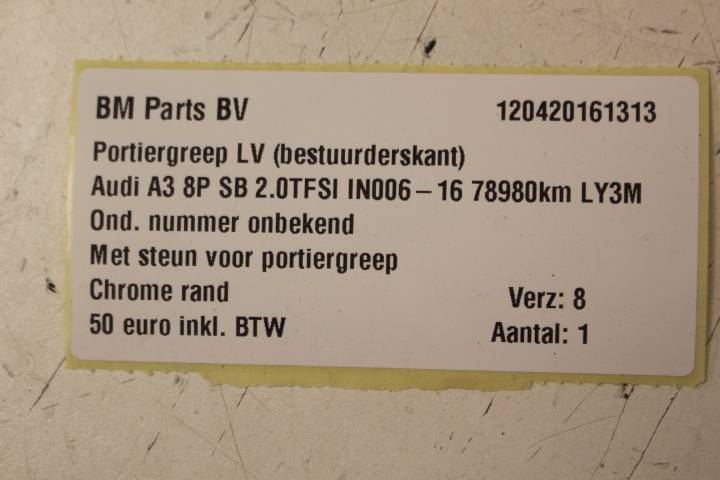 BM Parts BV 120420161313
Portiergreep LV (bestuurderskant)
Audi A3 8P SB 2.0TFSI IN006-16 78980km LY3M
Ond. nummer onbekend
Met steun voor portiergreep
Chrome rand Verz: 8
50 euro inkl. BTW Aantal: 1